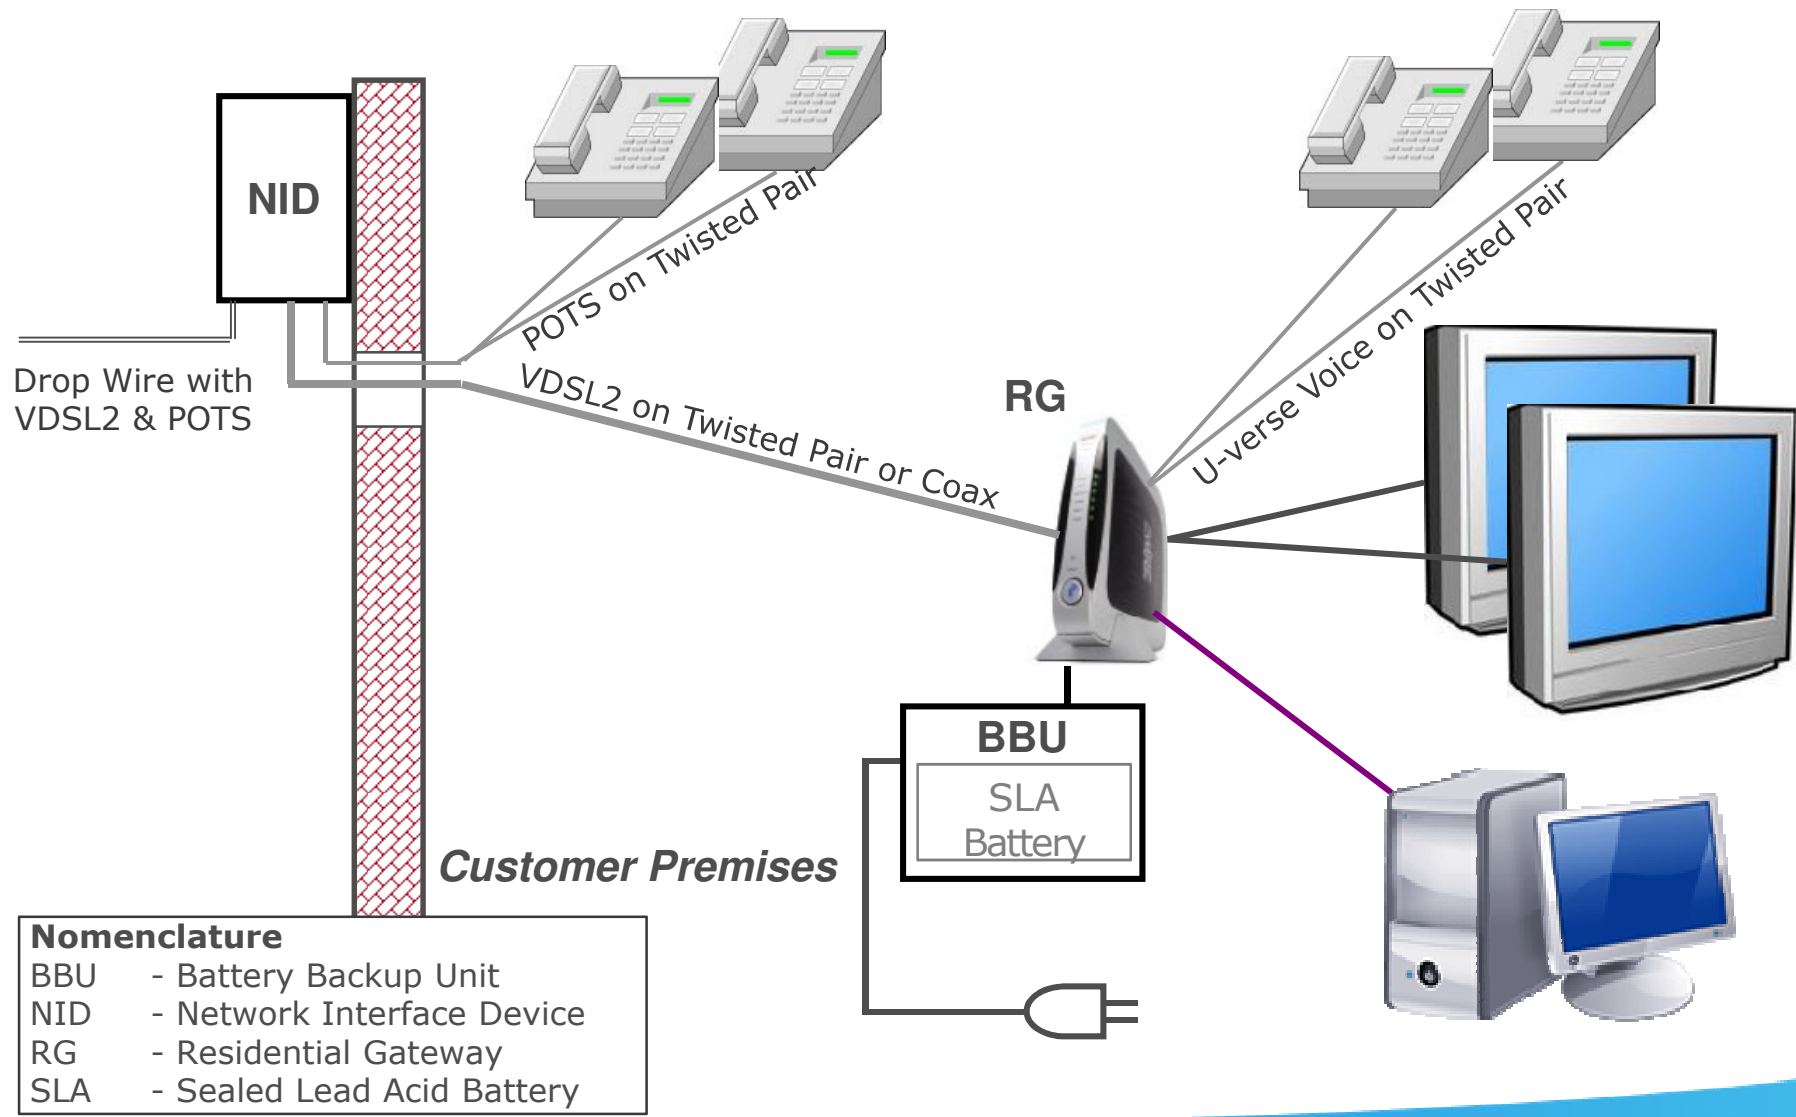 NID
Drop Wire with
VDSL2 & POTS
POTS on Twisted Pair
VDSL2 on Twisted Pair or Coax
RG
U-verse Voice on Twisted Pair
BBU
SLA
Battery
Customer Premises
Nomenclature
BBU - Battery Backup Unit
NID - Network Interface Device
RG - Residential Gateway
SLA - Sealed Lead Acid Battery